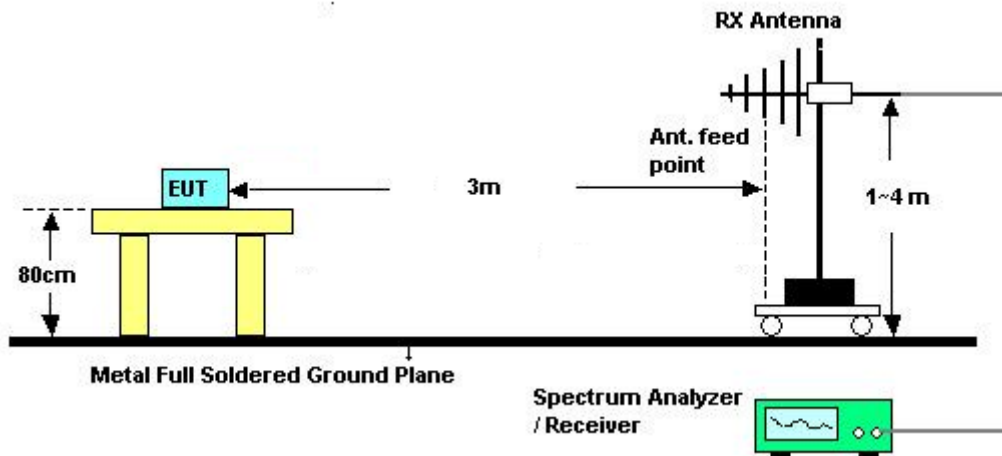 RX Antenna
Ant. feed
point
EUT
3m
1~4 m
80cm
Metal Full Soldered Ground Plane
Spectrum Analyzer
/ Receiver